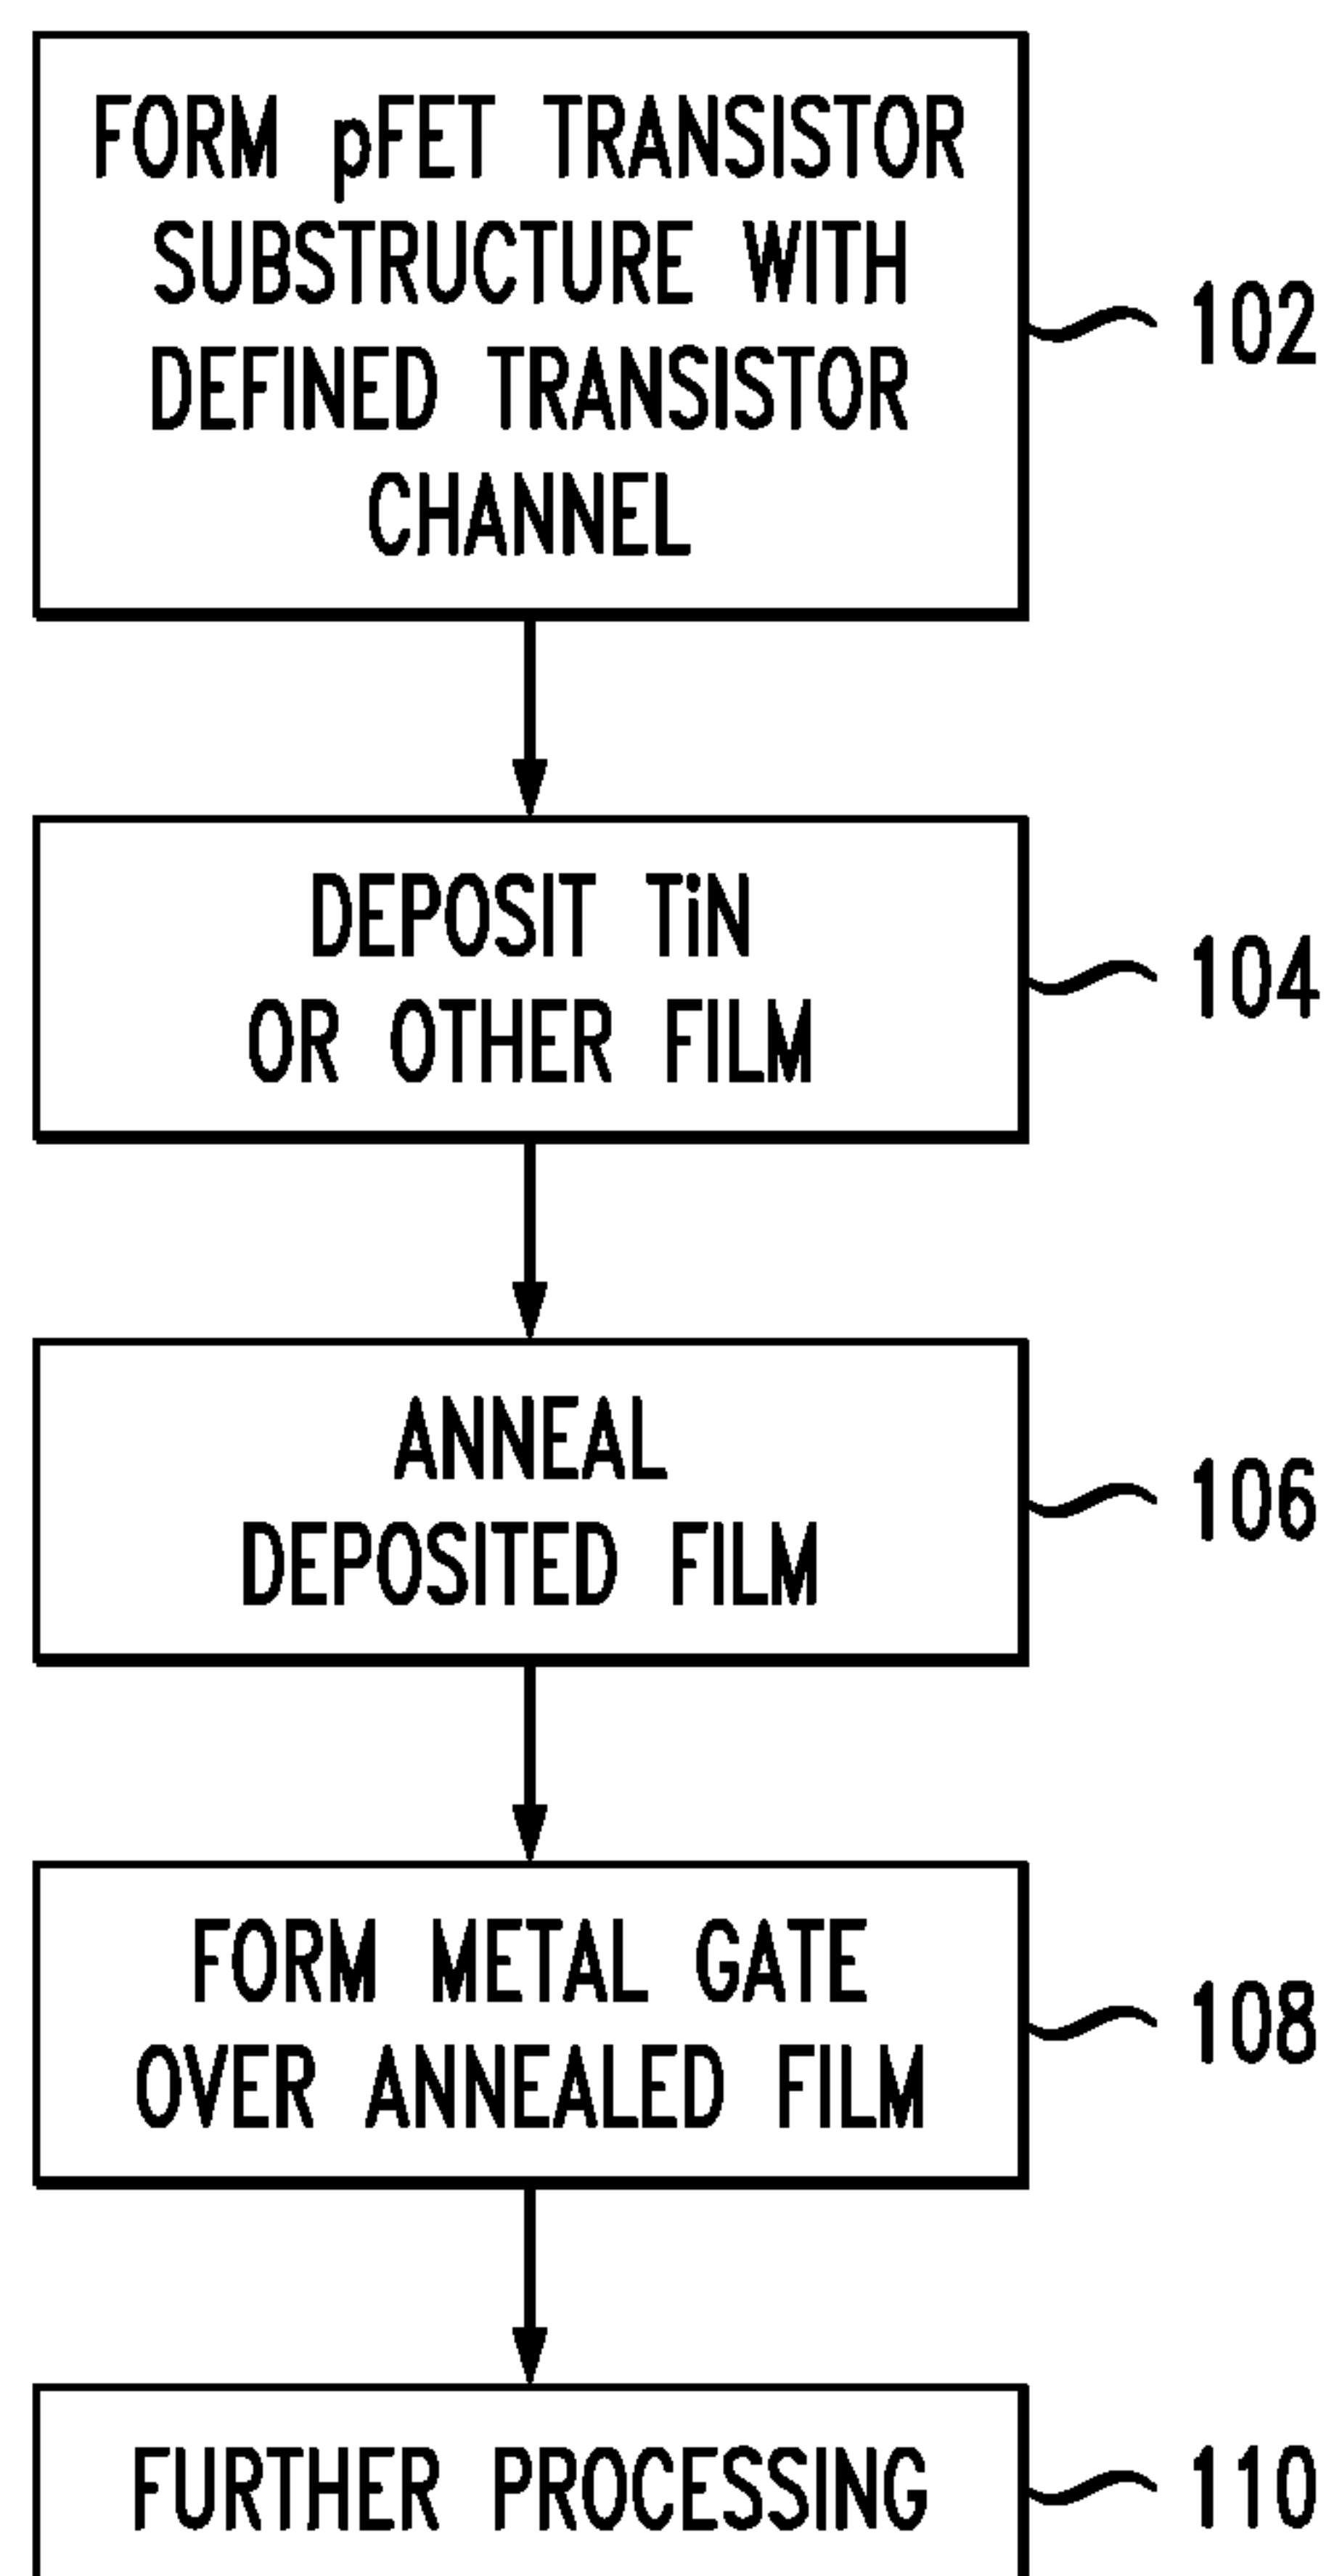 FORM pFET TRANSISTOR
SUBSTRUCTURE WITH
DEFINED TRANSISTOR
CHANNEL
102
DEPOSIT TiN
OR OTHER FILM
104
ANNEAL
DEPOSITED FILM
106
FORM METAL GATE
OVER ANNEALED FILM
108
FURTHER PROCESSING
110